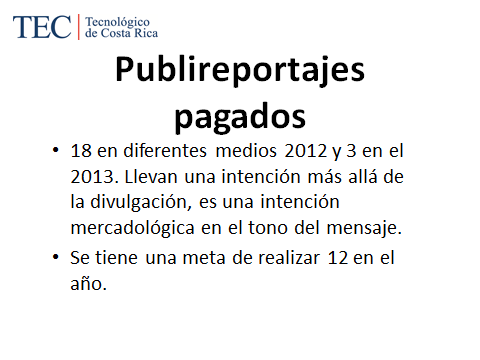 TEC Tecnológico
de Costa Rica
Publireportajes
pagados
• 18 en diferentes medios 2012 y 3 en el
2013. Llevan una intención más allá de
la divulgación, es una intención
mercadológica en el tono del mensaje.
• Se tiene una meta de realizar 12 en el
año.